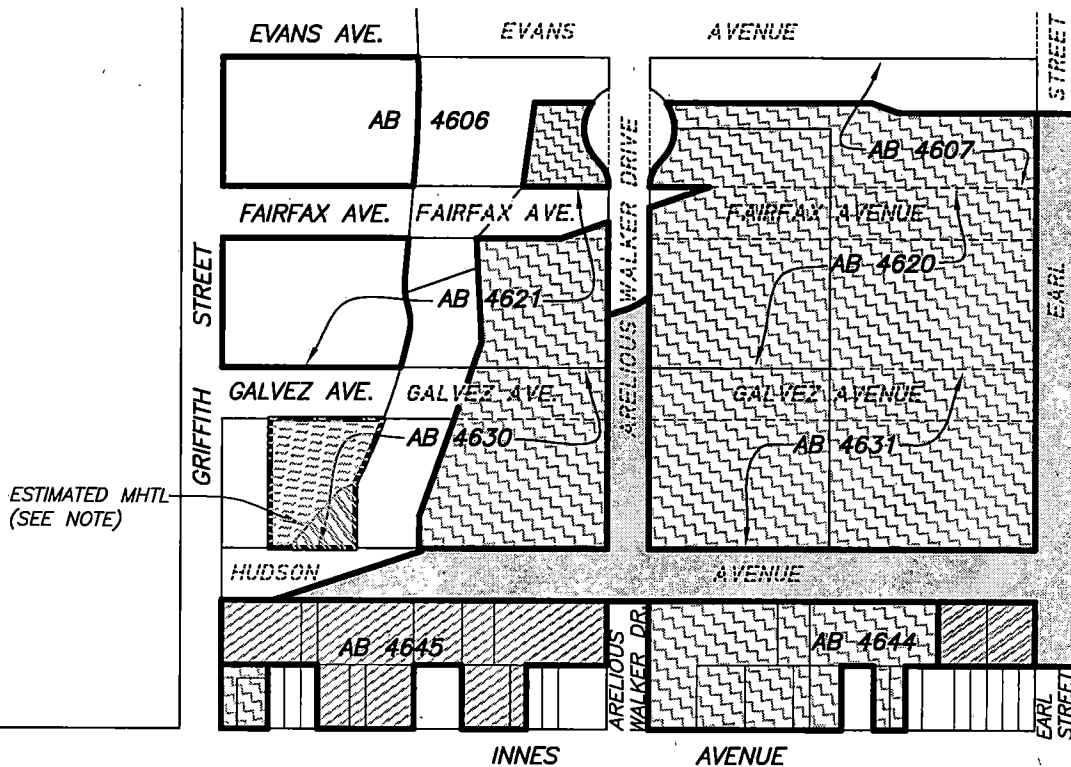 EVANS AVE.
EVANS AVENUE
STREET
AB 4606
AB 4607
ARELIOUS WALKER DRIVE
FAIRFAX AVE.
FAIRFAX AVE.
FAIRFAX AVENUE
GRIFFITH STREET
AB 4621
AB 4620
EARL
GALVEZ AVE.
GALVEZ AVE.
GALVEZ AVENUE
AB 4630
AB 4631
ESTIMATED MHTL
(SEE NOTE)
HUDSON AVENUE
AB 4645
ARELIOUS
WALKER DR.
AB 4644
EARL
STREET
INNES AVENUE